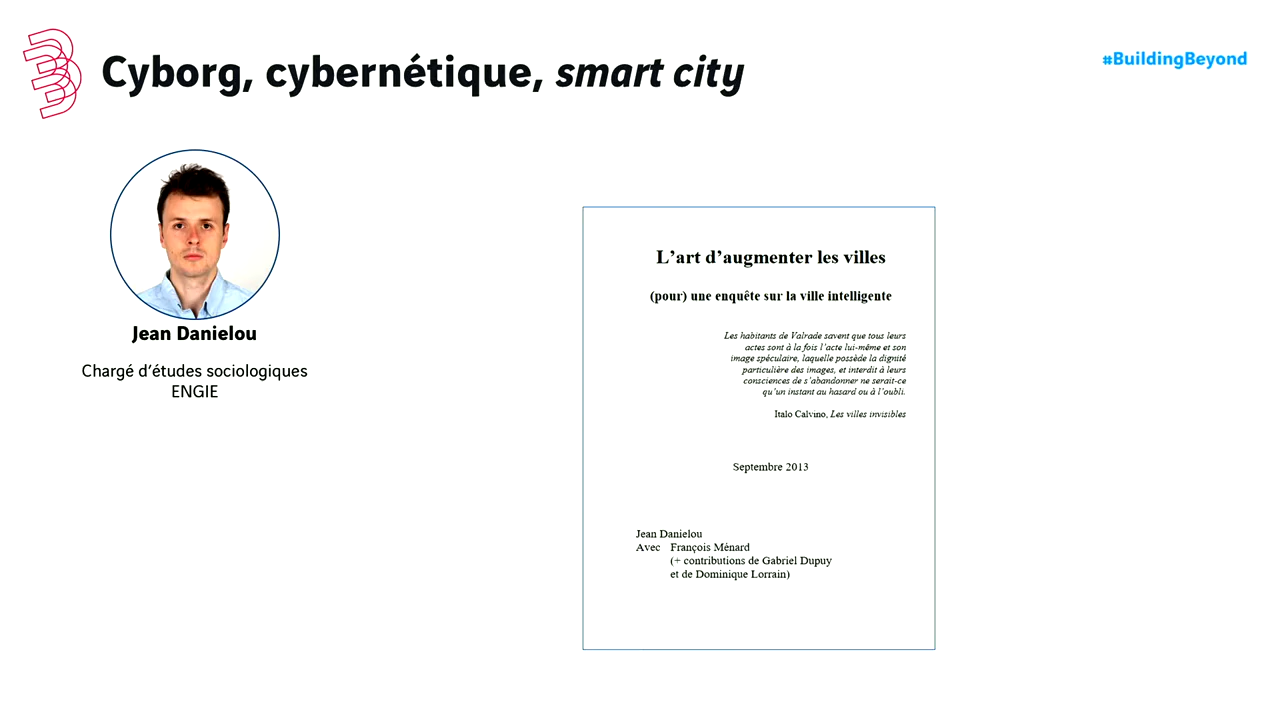 Cyborg, cybernétique, smart city
#BuildingBeyond
Jean Danielou
Chargé d'études sociologiques
ENGIE
L'art d'augmenter les villes
(pour) une enquête sur la ville intelligente
Les habitants de Valrade savent que tous leurs
actes sont à la fois l'acte lui-même et son
image spéculaire, laquelle possède la dignité
particulière des images, et interdit à leurs
consciences de s'abandonner ne serait-ce
qu'un instant au hasard ou à l'oubli.
Italo Calvino, Les villes invisibles
Septembre 2013
Jean Danielou
Avec François Ménard
(+ contributions de Gabriel Dupuy
et de Dominique Lorrain)